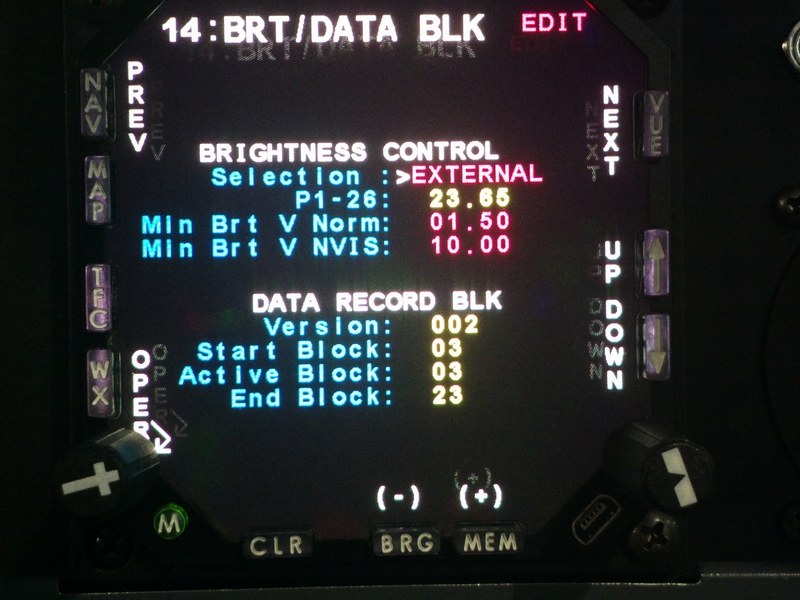 14:BRT/DATA BLK
EDIT
PREV
NEXT
NAV
VUE
BRIGHTNESS CONTROL
Selection :>EXTERNAL
P1-26: 23.65
Min Brt V Norm: 01.50
Min Brt V NVIS: 10.00
MAP
UP DOWN
TFC
DATA RECORD BLK
Version: 002
Start Block: 03
Active Block: 03
End Block: 23
WX
OPER
(-) (+)
M
CLR
BRG
MEM